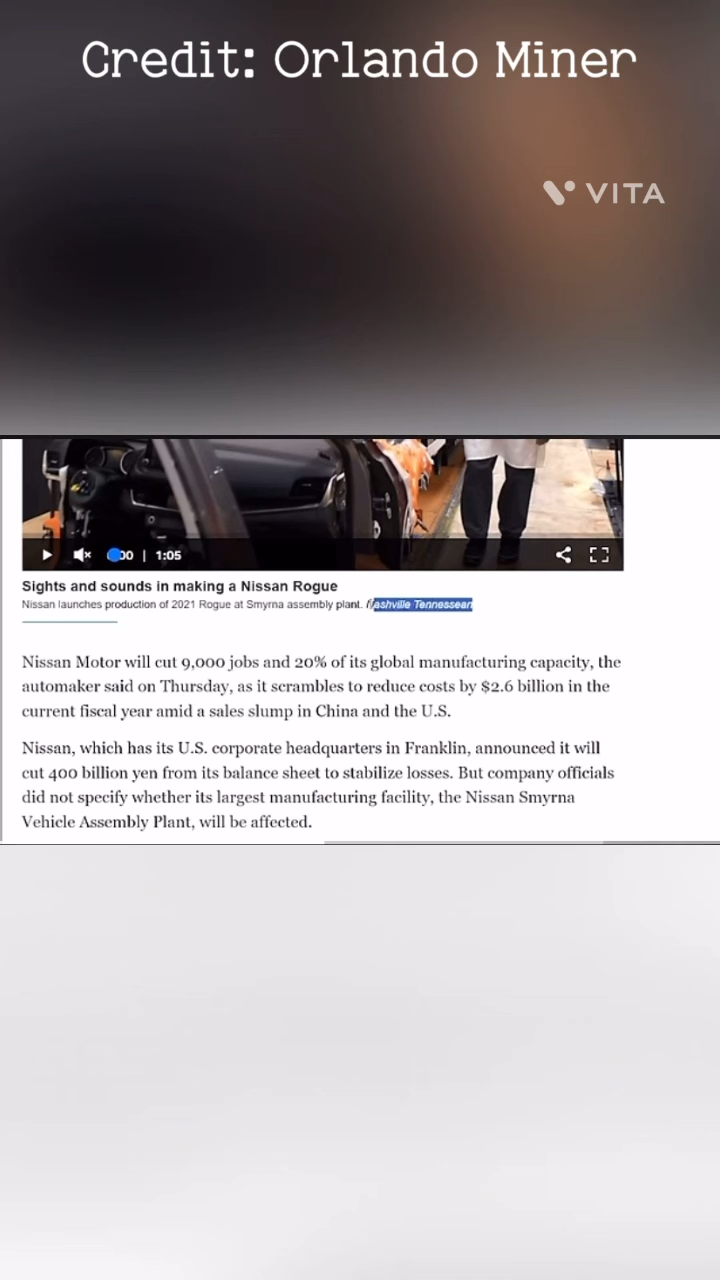 Credit: Orlando Miner
VITA
00 | 1:05
Sights and sounds in making a Nissan Rogue
Nissan launches production of 2021 Rogue at Smyrna assembly plant. Nashville Tennessean
Nissan Motor will cut 9,000 jobs and 20% of its global manufacturing capacity, the
automaker said on Thursday, as it scrambles to reduce costs by $2.6 billion in the
current fiscal year amid a sales slump in China and the U.S.
Nissan, which has its U.S. corporate headquarters in Franklin, announced it will
cut 400 billion yen from its balance sheet to stabilize losses. But company officials
did not specify whether its largest manufacturing facility, the Nissan Smyrna
Vehicle Assembly Plant, will be affected.